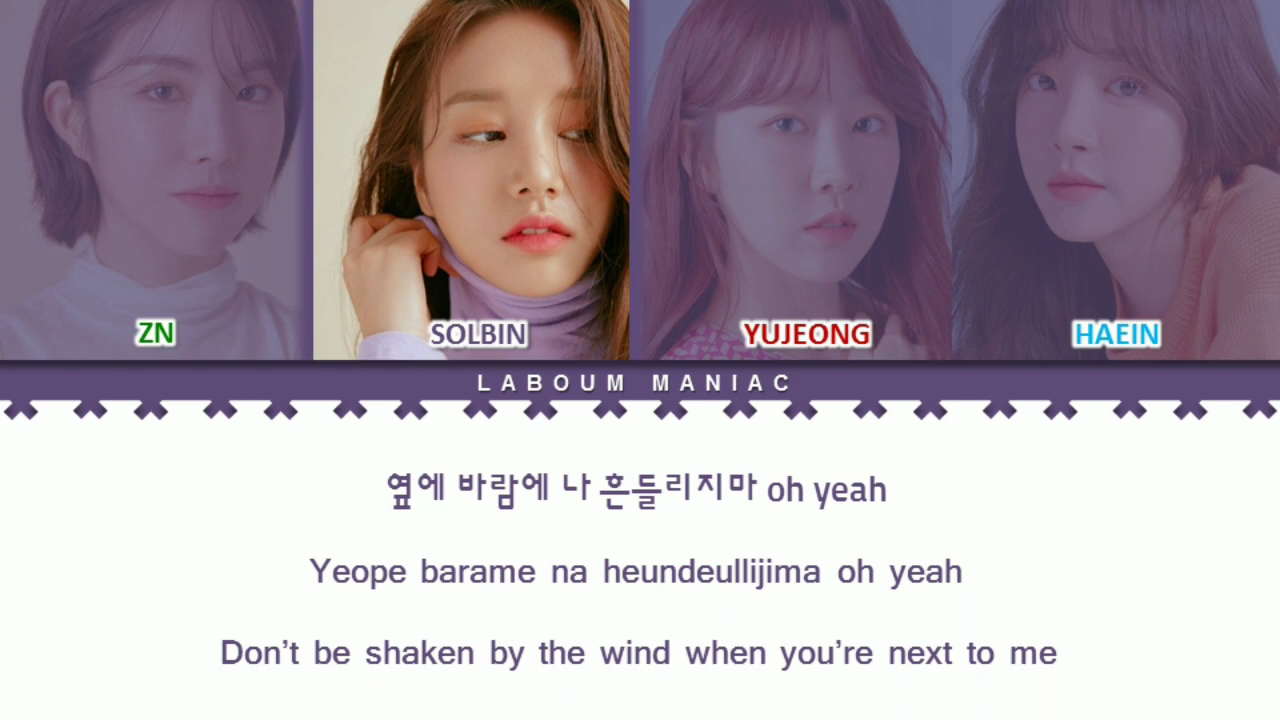 ZN
SOLBIN
YUJEONG
HAEIN
LABOUM MANIAC
옆에 바람에 나 흔들리지마 oh yeah
Yeope barame na heundeullijima oh yeah
Don't be shaken by the wind when you're next to me